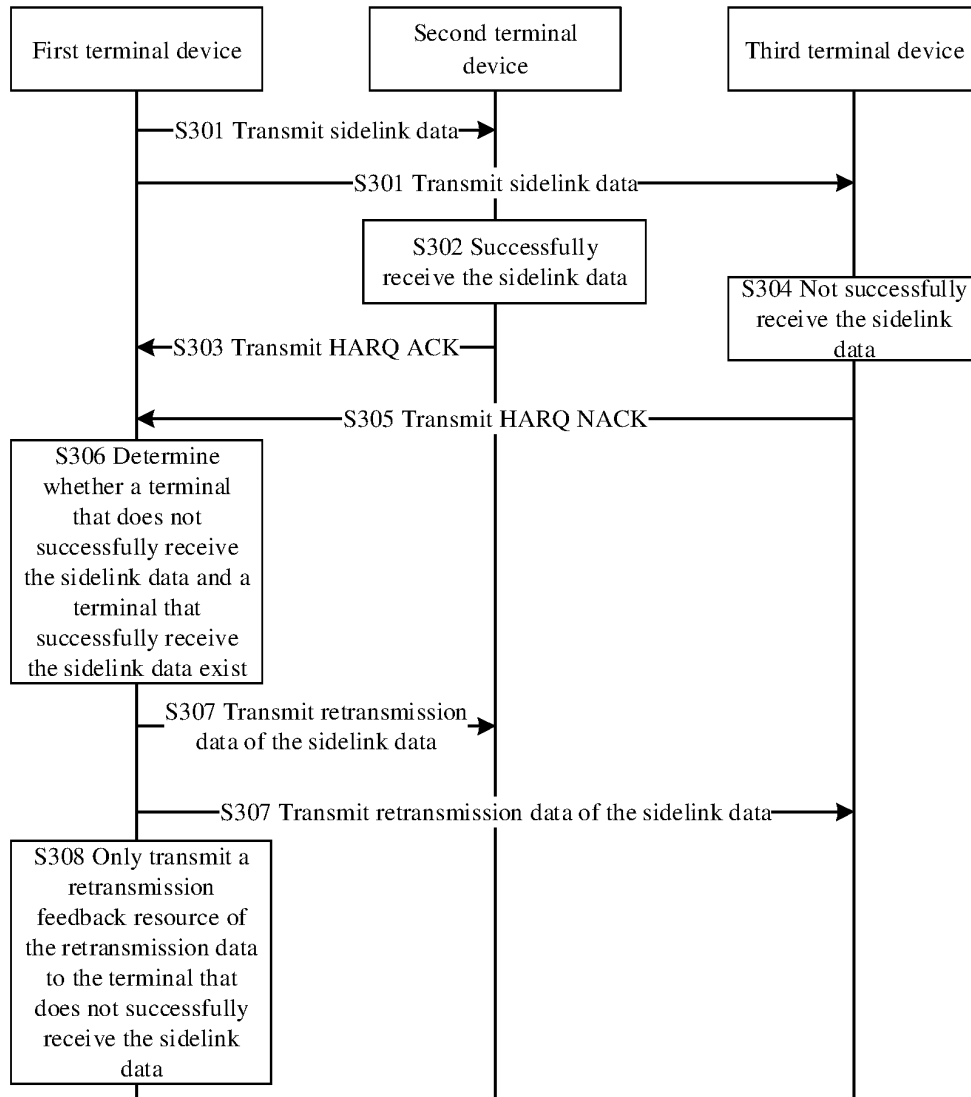 First terminal device
Second terminal
device
Third terminal device
S301 Transmit sidelink data
S301 Transmit sidelink data
S302 Successfully
receive the sidelink data
S304 Not successfully
receive the sidelink
data
S303 Transmit HARQ ACK
S305 Transmit HARQ NACK
S306 Determine
whether a terminal
that does not
successfully receive
the sidelink data and a
terminal that
successfully receive
the sidelink data exist
S307 Transmit retransmission
data of the sidelink data
S307 Transmit retransmission data of the sidelink data
S308 Only transmit a
retransmission
feedback resource of
the retransmission data
to the terminal that
does not successfully
receive the sidelink
data